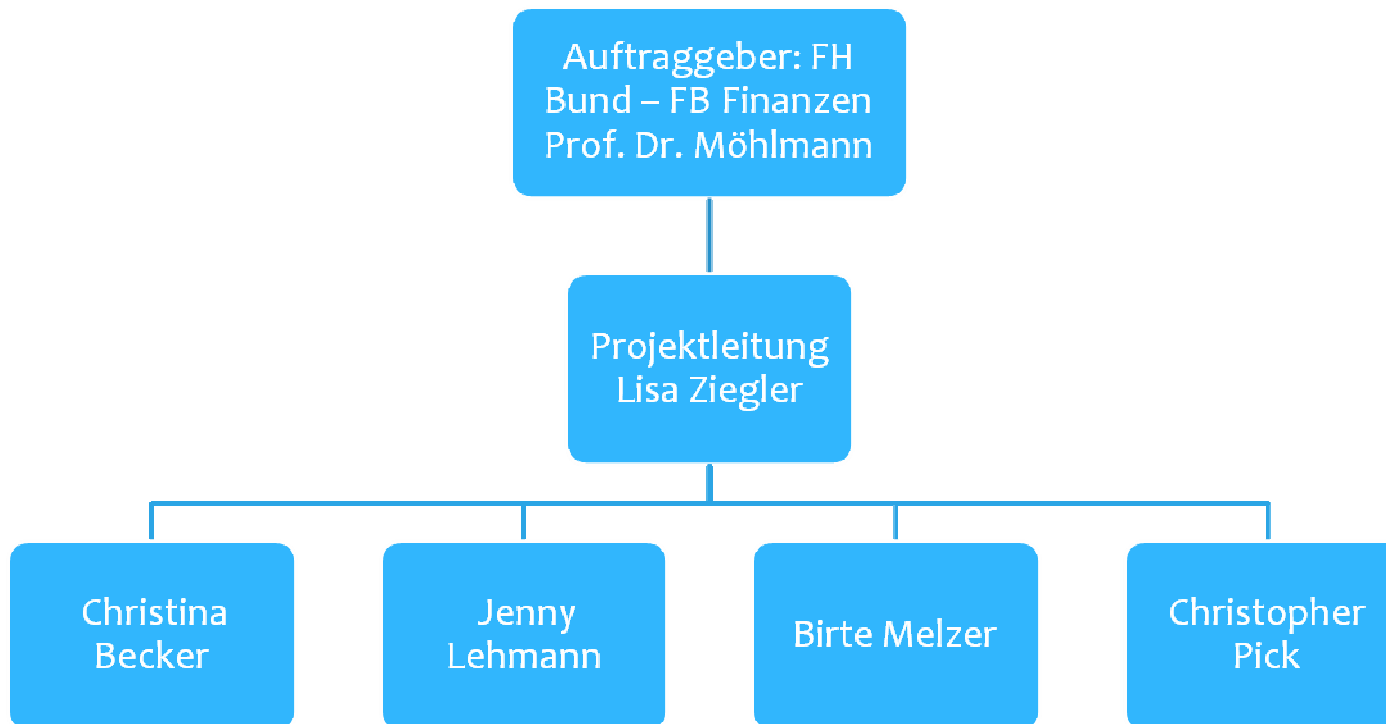 Auftraggeber: FH
Bund – FB Finanzen
Prof. Dr. Möhlmann
Projektleitung
Lisa Ziegler
Christina
Becker
Jenny
Lehmann
Birte Melzer
Christopher
Pick